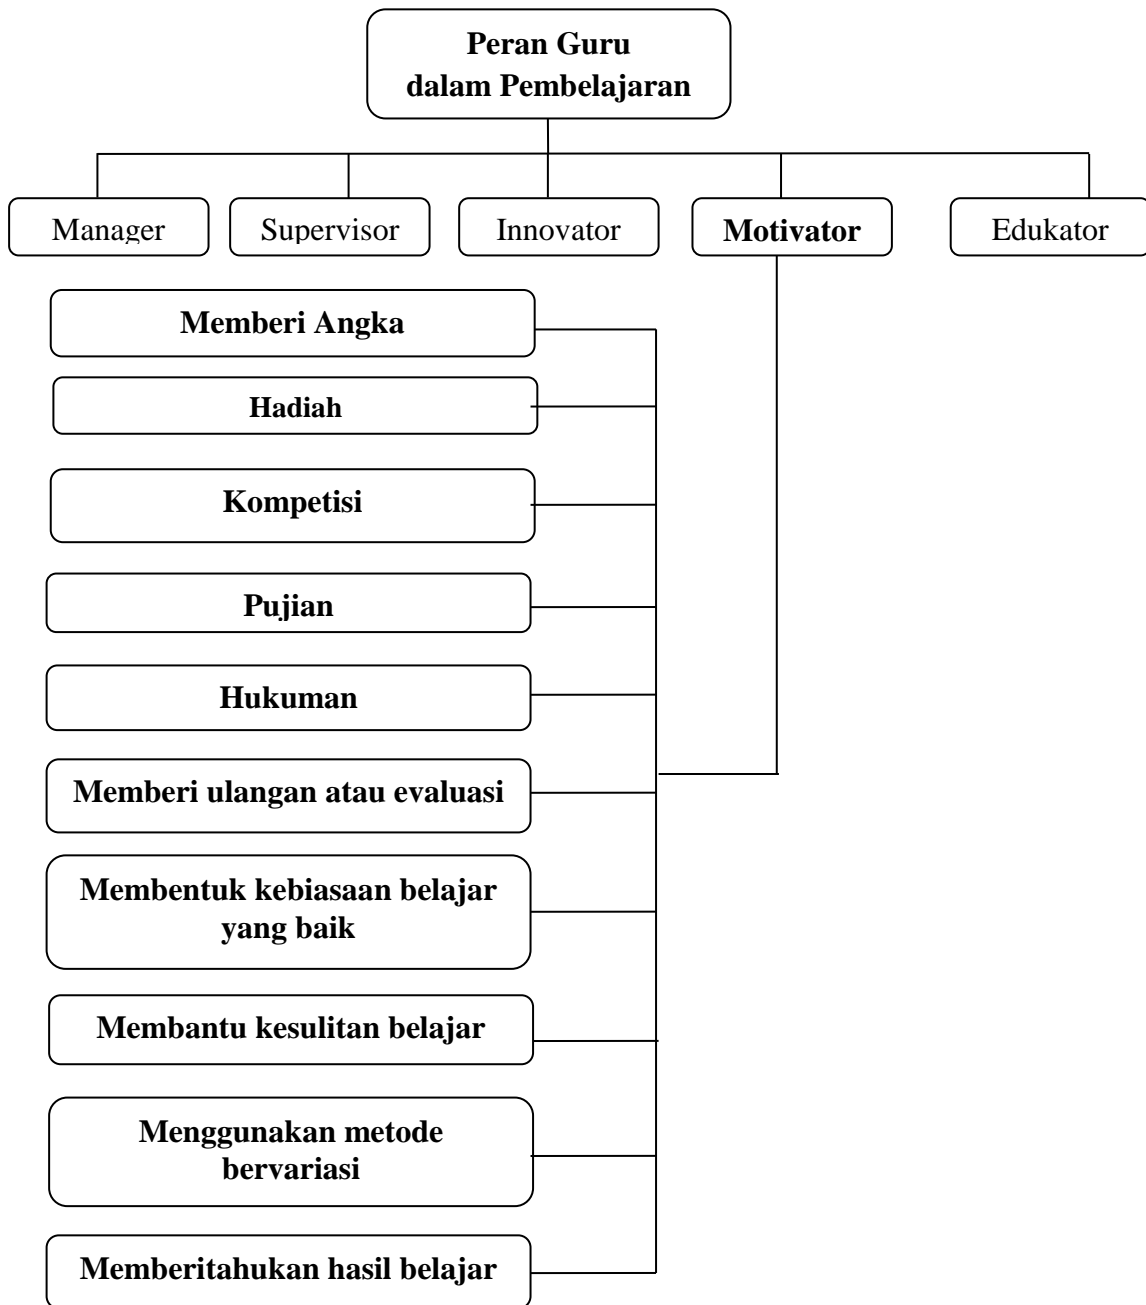 Peran Guru
dalam Pembelajaran
Manager
Supervisor
Innovator
Motivator
Edukator
Memberi Angka
Hadiah
Kompetisi
Pujian
Hukuman
Memberi ulangan atau evaluasi
Membentuk kebiasaan belajar
yang baik
Membantu kesulitan belajar
Menggunakan metode
bervariasi
Memberitahukan hasil belajar